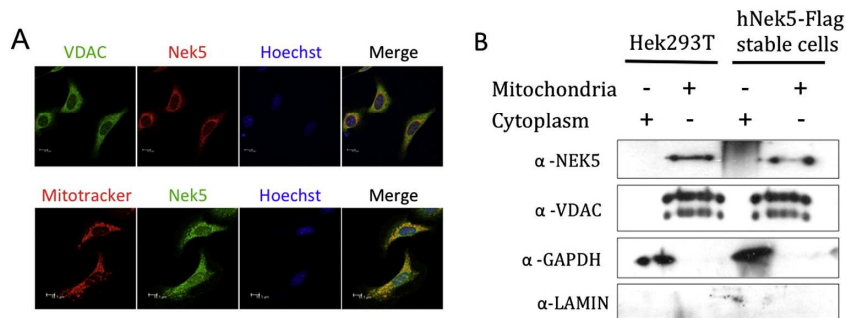 A
VDAC Nek5 Hoechst Merge
Mitotracker Nek5 Hoechst Merge
B
Hek293T
hNek5-Flag
stable cells
Mitochondria - + - +
Cytoplasm + - + -
α-NEK5
α-VDAC
α-GAPDH
α-LAMIN